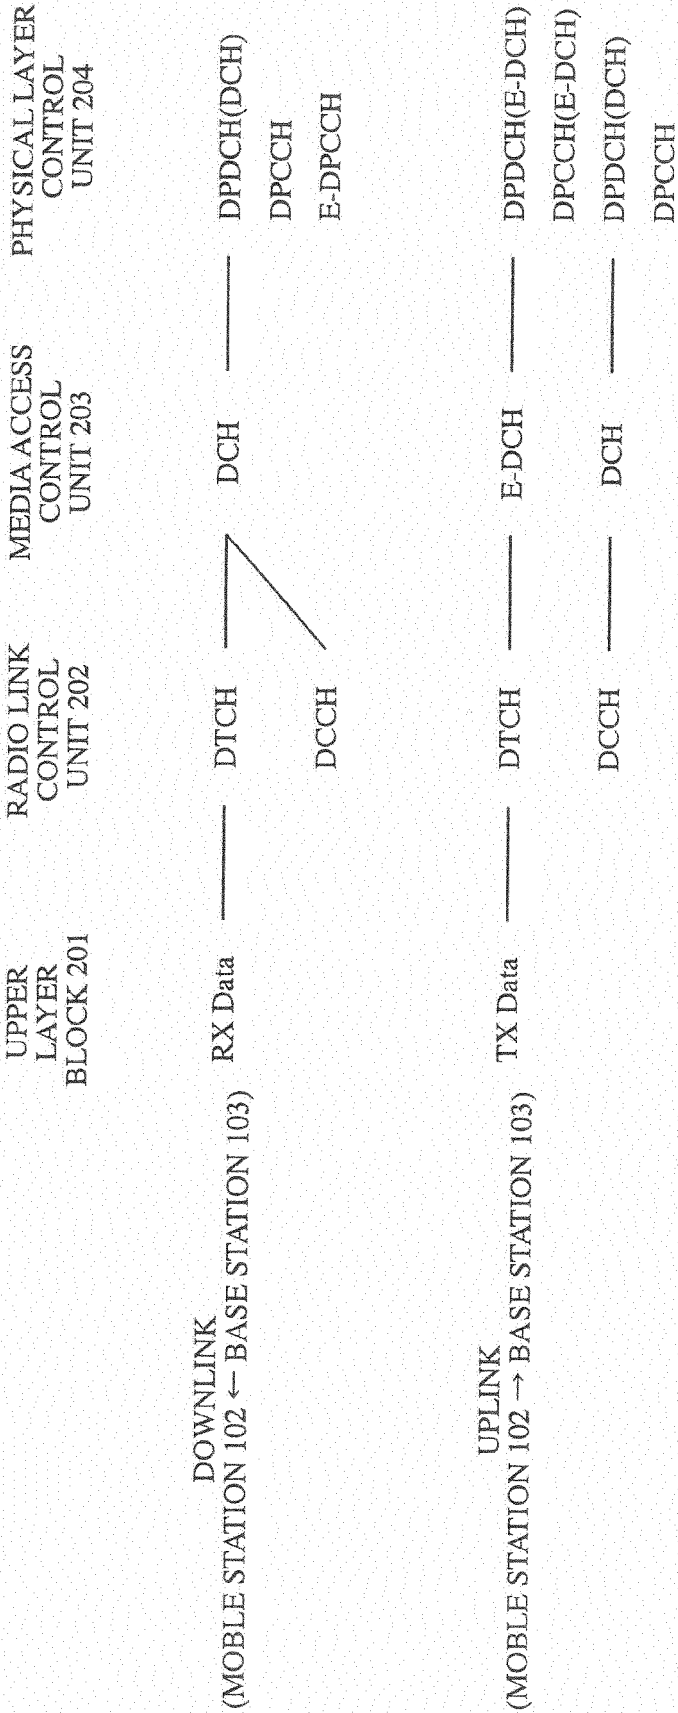 UPPER
LAYER
BLOCK 201
RADIO LINK
CONTROL
UNIT 202
MEDIA ACCESS
CONTROL
UNIT 203
PHYSICAL LAYER
CONTROL
UNIT 204
DOWNLINK
(MOBLE STATION 102 ← BASE STATION 103)
RX Data
DTCH
DCH
DPDCH(DCH)
DPCCH
DCCH
E-DPCCH
UPLINK
(MOBLE STATION 102 → BASE STATION 103)
TX Data
DTCH
E-DCH
DPDCH(E-DCH)
DPCCH(E-DCH)
DCCH
DCH
DPDCH(DCH)
DPCCH